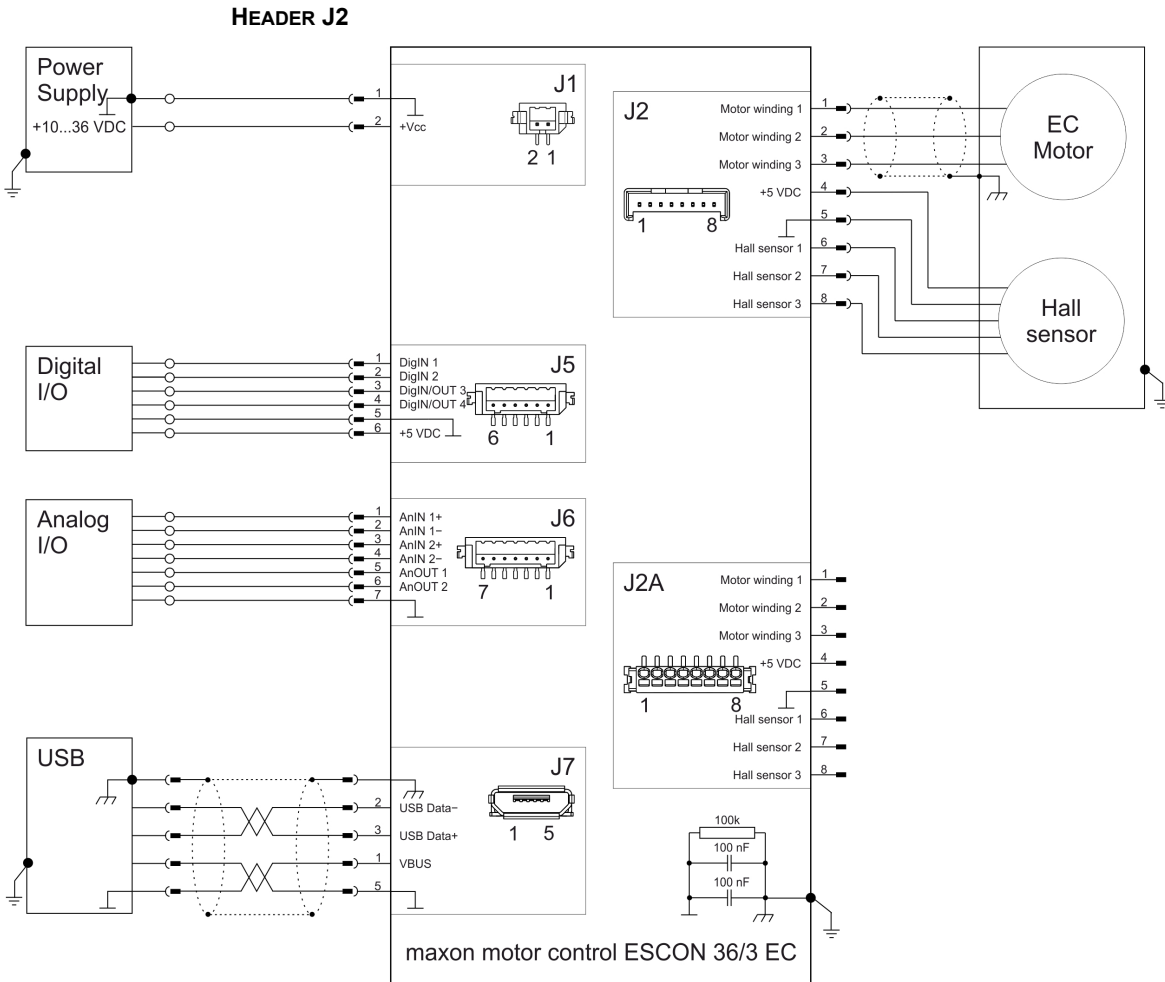 HEADER J2
Power
Supply
+10...36 VDC
1
2
+Vcc
J1
2 1
J2
1 8
Motor winding 1 1
Motor winding 2 2
Motor winding 3 3
+5 VDC 4
5
Hall sensor 1 6
Hall sensor 2 7
Hall sensor 3 8
EC
Motor
Hall
sensor
Digital
I/O
1 DigIN 1
2 DigIN 2
3 DigIN/OUT 3
4 DigIN/OUT 4
5
6 +5 VDC
J5
6 1
Analog
I/O
1 AnIN 1+
2 AnIN 1−
3 AnIN 2+
4 AnIN 2−
5 AnOUT 1
6 AnOUT 2
7
J6
7 1
J2A
1 8
Motor winding 1 1
Motor winding 2 2
Motor winding 3 3
+5 VDC 4
5
Hall sensor 1 6
Hall sensor 2 7
Hall sensor 3 8
USB
2 USB Data−
3 USB Data+
1 VBUS
5
J7
1 5
100k
100 nF
100 nF
maxon motor control ESCON 36/3 EC